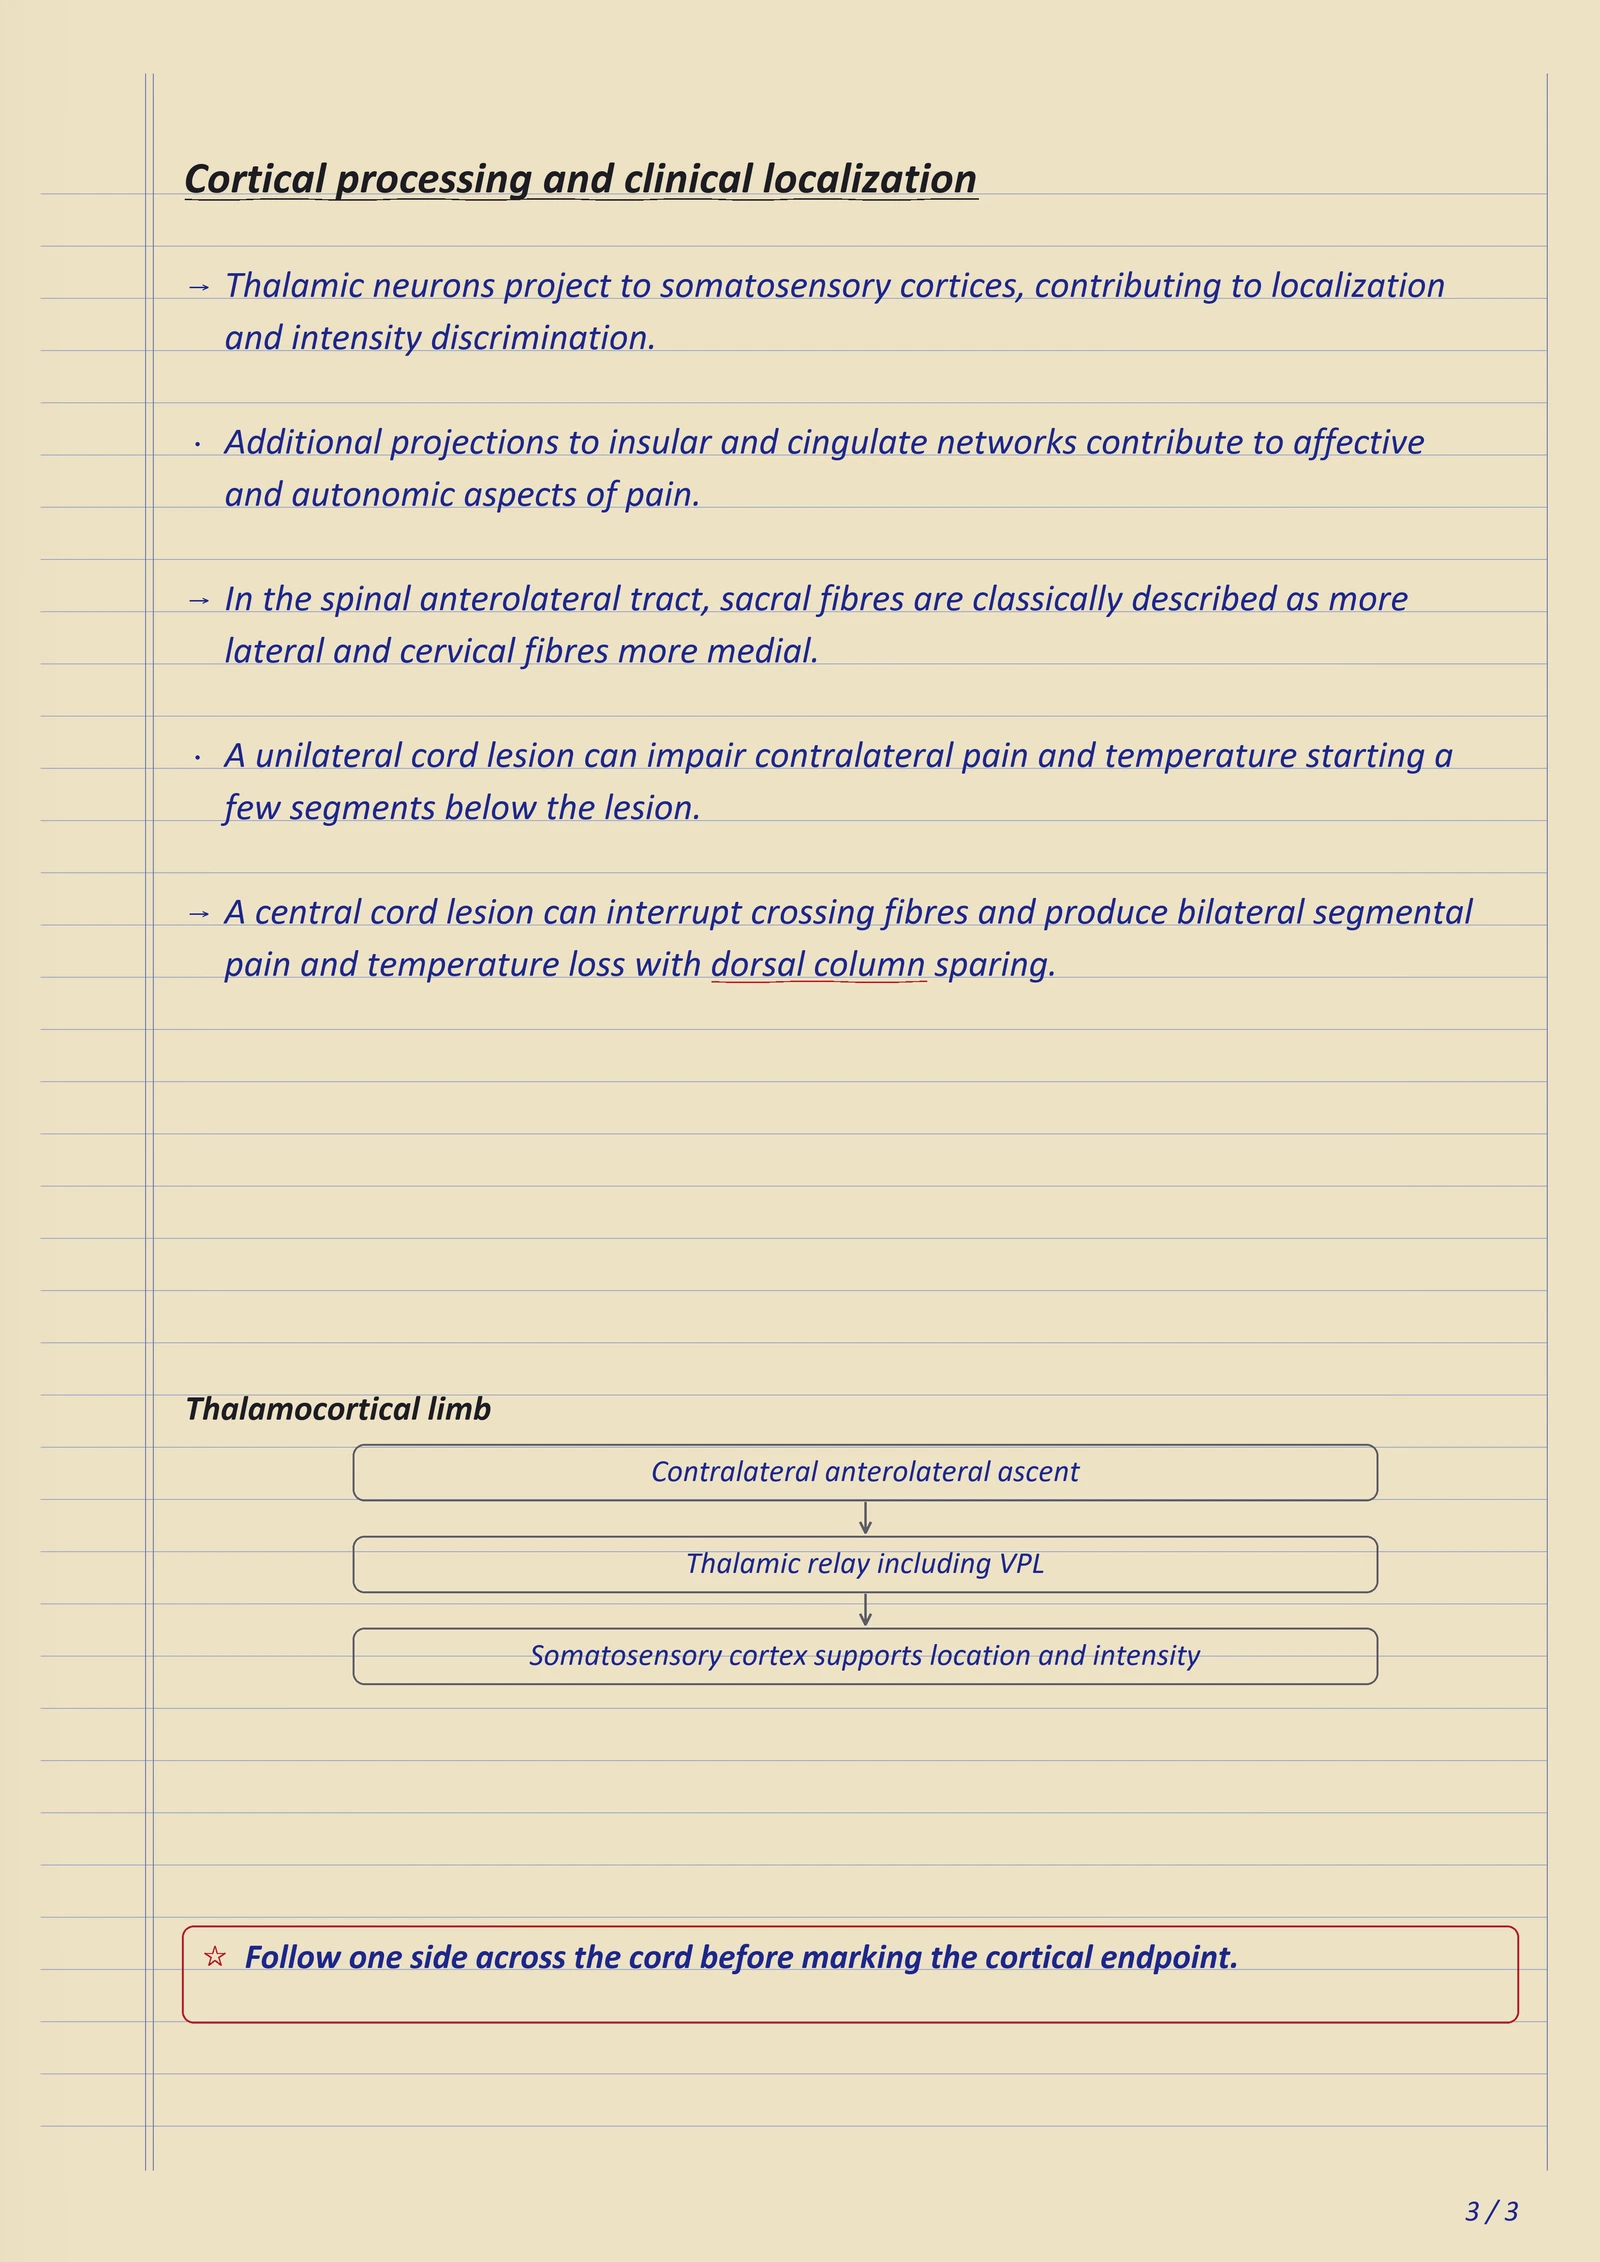 Cortical processing and clinical localization
→ Thalamic neurons project to somatosensory cortices, contributing to localization
and intensity discrimination.
· Additional projections to insular and cingulate networks contribute to affective
and autonomic aspects of pain.
→ In the spinal anterolateral tract, sacral fibres are classically described as more
lateral and cervical fibres more medial.
· A unilateral cord lesion can impair contralateral pain and temperature starting a
few segments below the lesion.
→ A central cord lesion can interrupt crossing fibres and produce bilateral segmental
pain and temperature loss with dorsal column sparing.
Thalamocortical limb
Contralateral anterolateral ascent
Thalamic relay including VPL
Somatosensory cortex supports location and intensity
☆ Follow one side across the cord before marking the cortical endpoint.
3 / 3